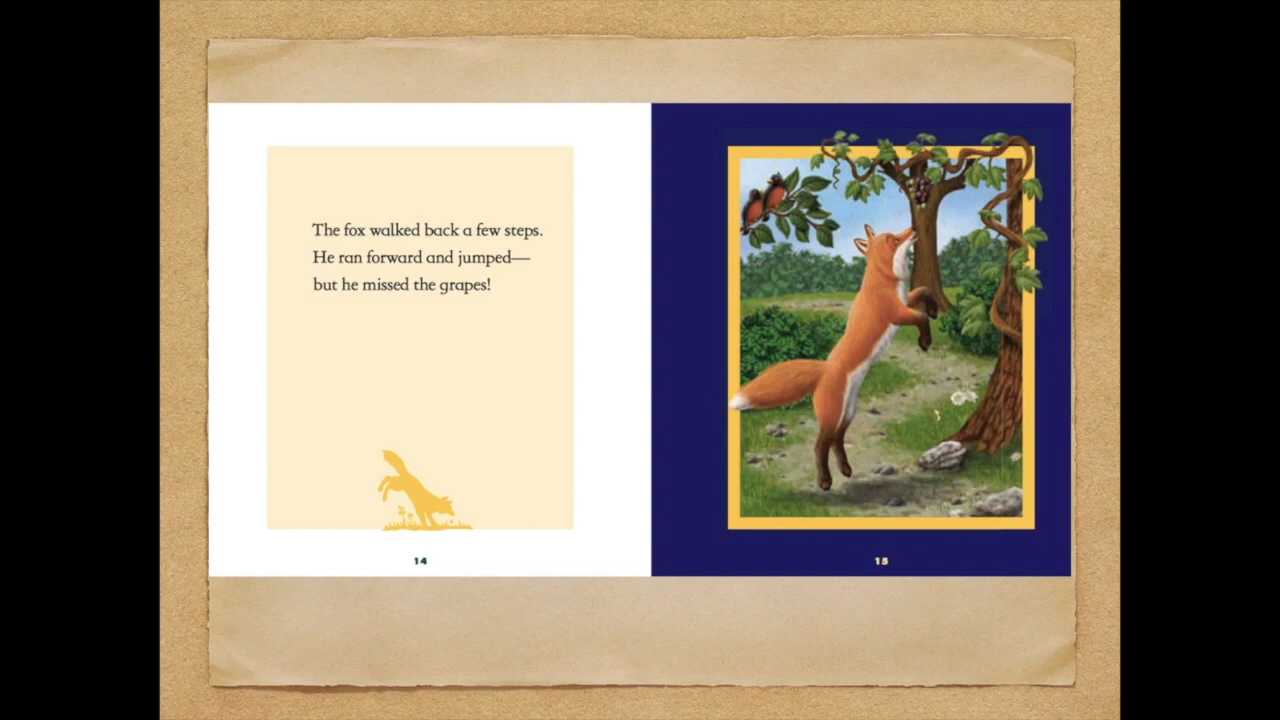 The fox walked back a few steps.
He ran forward and jumped—
but he missed the grapes!
14
15